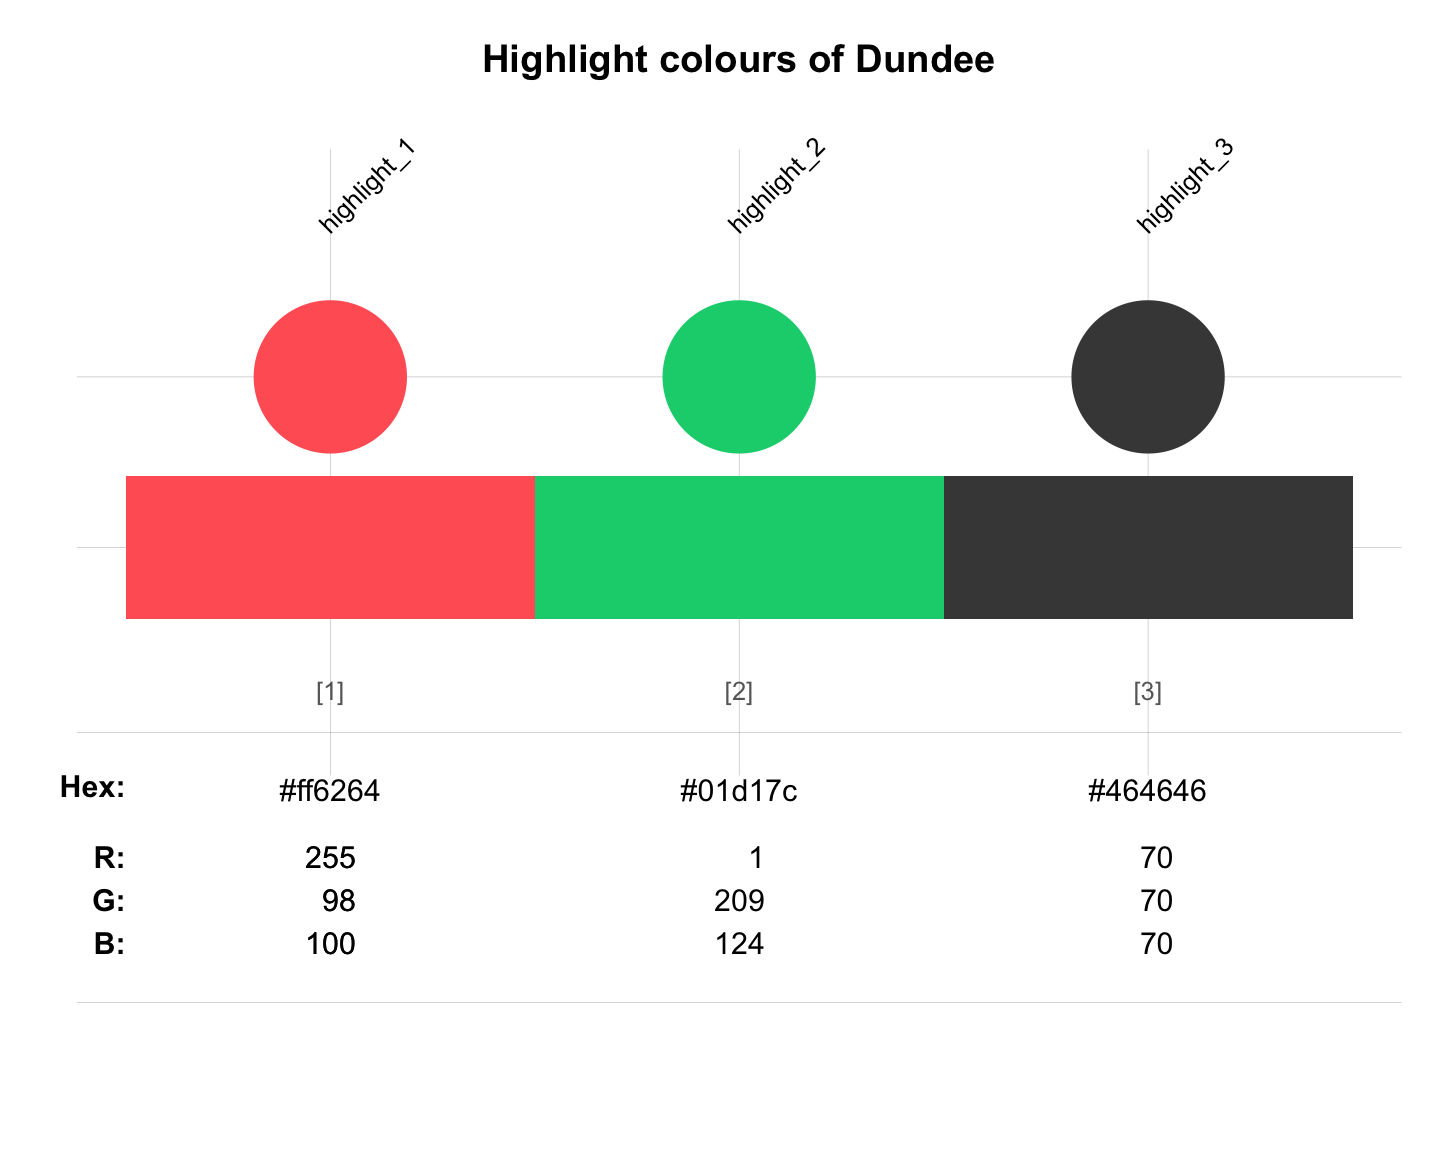 Highlight colours of Dundee
highlight_1 highlight_2 highlight_3
[1] [2] [3]
Hex: #ff6264 #01d17c #464646
R: 255 1 70
G: 98 209 70
B: 100 124 70